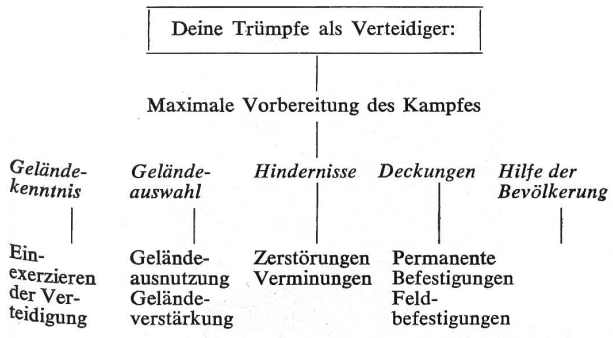 Deine Trümpfe als Verteidiger:
Maximale Vorbereitung des Kampfes
Gelände-
kenntnis
Gelände-
auswahl
Hindernisse
Deckungen
Hilfe der
Bevölkerung
Ein-
exerzieren
der Ver-
teidigung
Gelände-
ausnutzung
Gelände-
verstärkung
Zerstörungen
Verminungen
Permanente
Befestigungen
Feld-
befestigungen